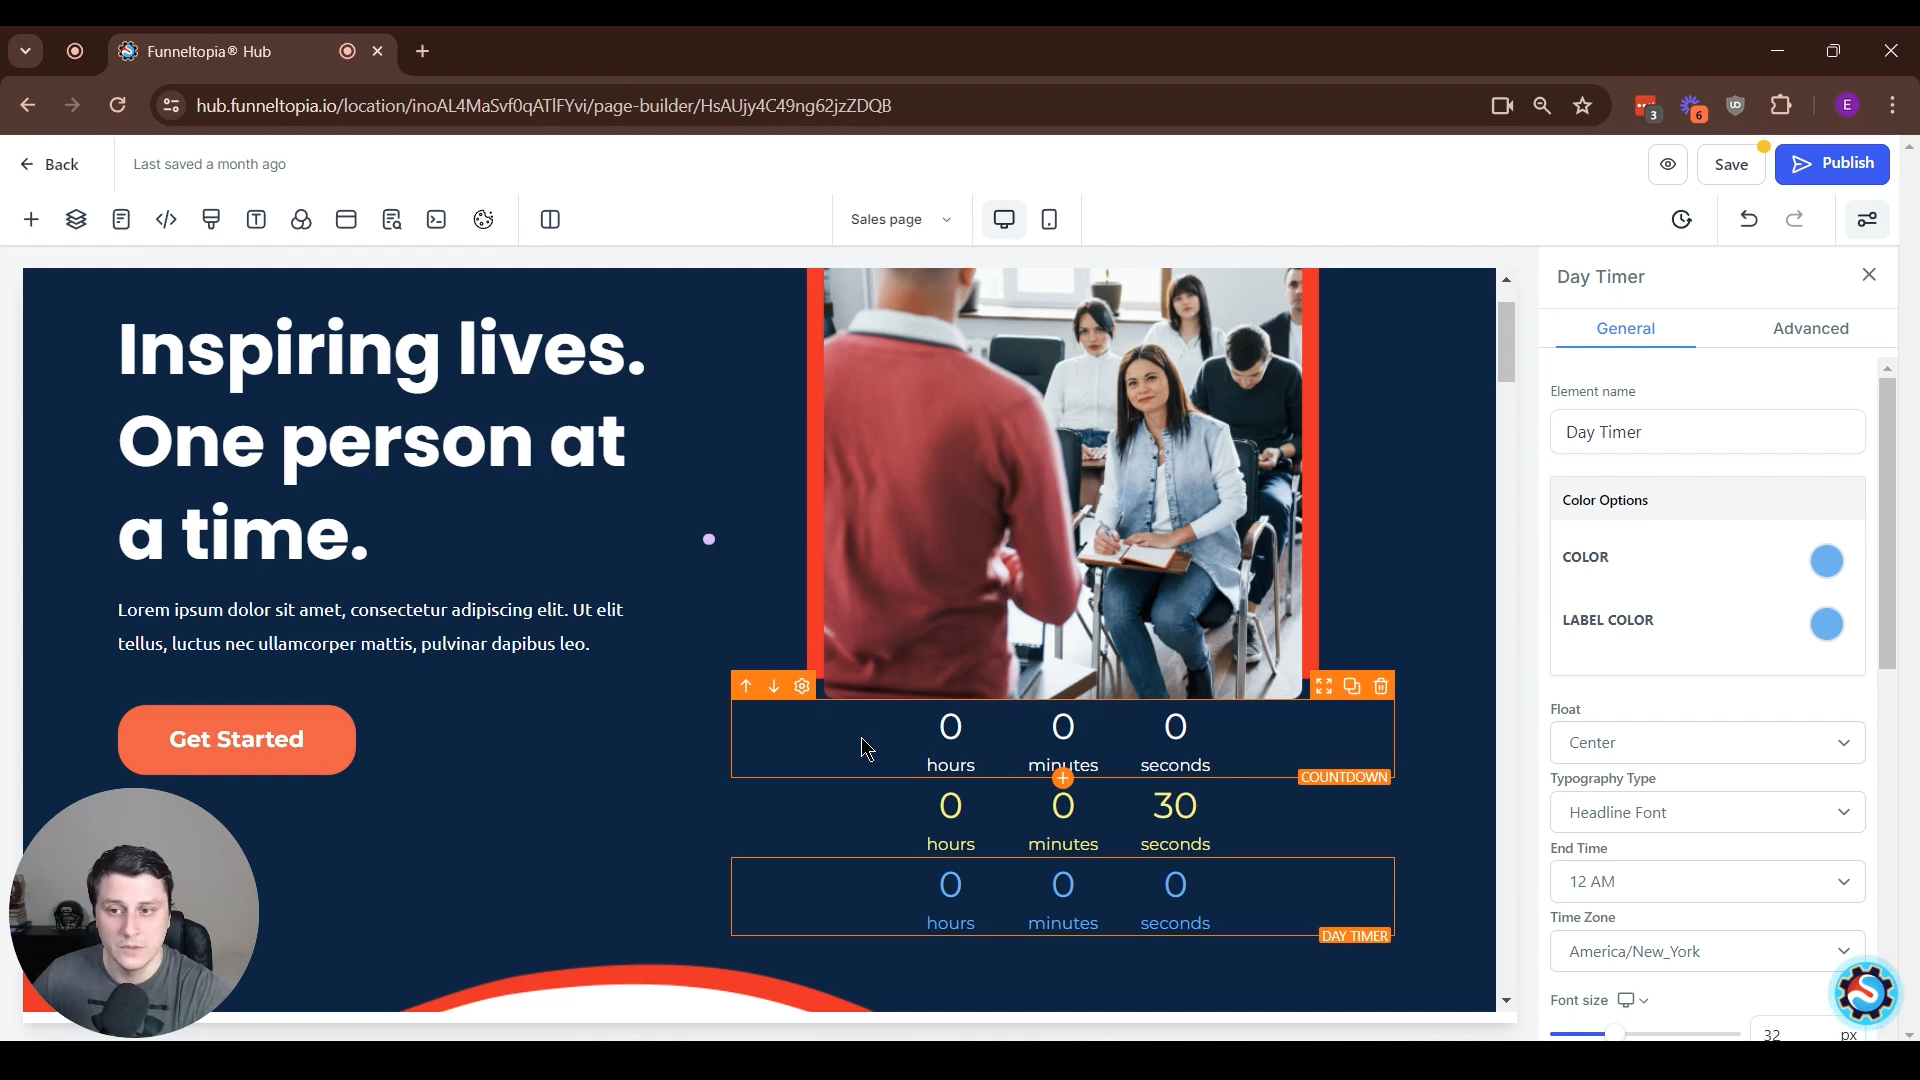 Funneltopia® Hub
hub.funneltopia.io/location/inoAL4MaSvf0qATlFYvi/page-builder/HsAUjy4C49ng62jzZDQB
3
6
E
Back
Last saved a month ago
Save
Publish
Sales page
Inspiring lives.
One person at
a time.
Lorem ipsum dolor sit amet, consectetur adipiscing elit. Ut elit
tellus, luctus nec ullamcorper mattis, pulvinar dapibus leo.
Get Started
0 0 0
hours minutes seconds
COUNTDOWN
0 0 30
hours minutes seconds
0 0 0
hours minutes seconds
DAY TIMER
Day Timer
General Advanced
Element name
Day Timer
Color Options
COLOR
LABEL COLOR
Float
Center
Typography Type
Headline Font
End Time
12 AM
Time Zone
America/New_York
Font size
32 px